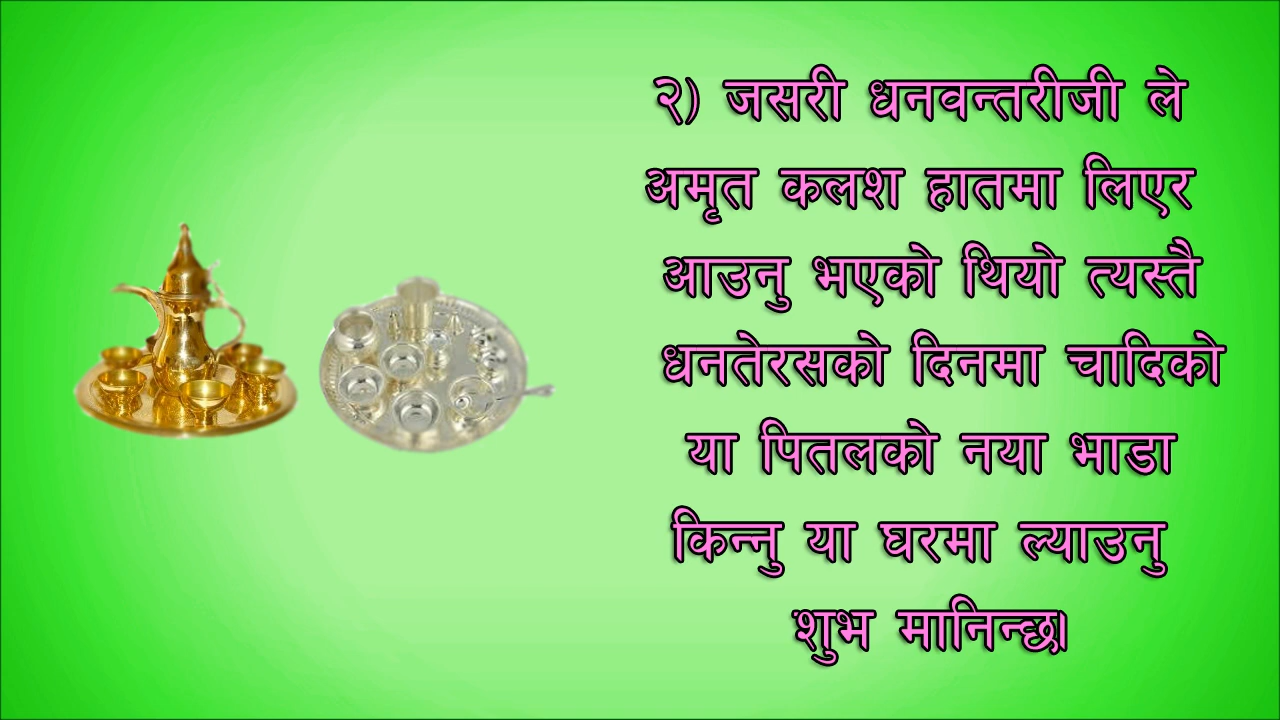 २) जसरी धनवन्तरीजी ले
अमृत कलश हातमा लिएर
आउनु भएको थियो त्यस्तै
धनतेरसको दिनमा चादिको
या पितलको नया भाडा
किन्नु या घरमा ल्याउनु
शुभ मानिन्छ।